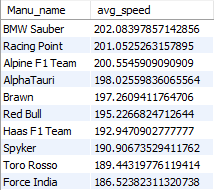 Manu_name avg_speed
BMW Sauber 202.08397857142856
Racing Point 201.0525263157895
Alpine F1 Team 200.5545909090909
AlphaTauri 198.02559836065564
Brawn 197.2609411764706
Red Bull 195.2266824712644
Haas F1 Team 192.9470902777777
Spyker 190.90673529411762
Toro Rosso 189.44319776119414
Force India 186.52382311320738